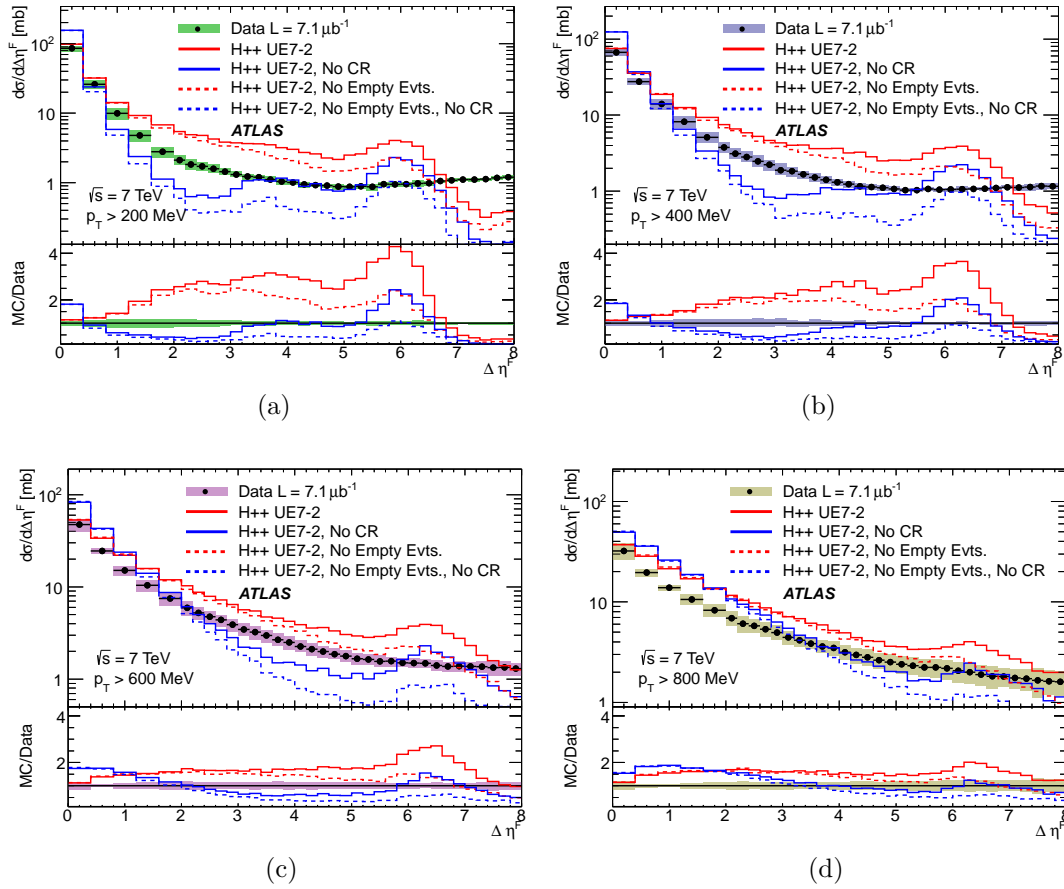 dσ/dΔη^F [mb]
10²
10
1
Data L = 7.1 μb⁻¹
H++ UE7-2
H++ UE7-2, No CR
H++ UE7-2, No Empty Evts.
H++ UE7-2, No Empty Evts., No CR
ATLAS
√s = 7 TeV
p_T > 200 MeV
MC/Data
4
2
0 1 2 3 4 5 6 7 8
Δ η^F
(a)
dσ/dΔη^F [mb]
10²
10
1
Data L = 7.1 μb⁻¹
H++ UE7-2
H++ UE7-2, No CR
H++ UE7-2, No Empty Evts.
H++ UE7-2, No Empty Evts., No CR
ATLAS
√s = 7 TeV
p_T > 400 MeV
MC/Data
4
2
0 1 2 3 4 5 6 7 8
Δ η^F
(b)
dσ/dΔη^F [mb]
10²
10
1
Data L = 7.1 μb⁻¹
H++ UE7-2
H++ UE7-2, No CR
H++ UE7-2, No Empty Evts.
H++ UE7-2, No Empty Evts., No CR
ATLAS
√s = 7 TeV
p_T > 600 MeV
MC/Data
4
2
0 1 2 3 4 5 6 7 8
Δ η^F
(c)
dσ/dΔη^F [mb]
10²
10
1
Data L = 7.1 μb⁻¹
H++ UE7-2
H++ UE7-2, No CR
H++ UE7-2, No Empty Evts.
H++ UE7-2, No Empty Evts., No CR
ATLAS
√s = 7 TeV
p_T > 800 MeV
MC/Data
4
2
0 1 2 3 4 5 6 7 8
Δ η^F
(d)